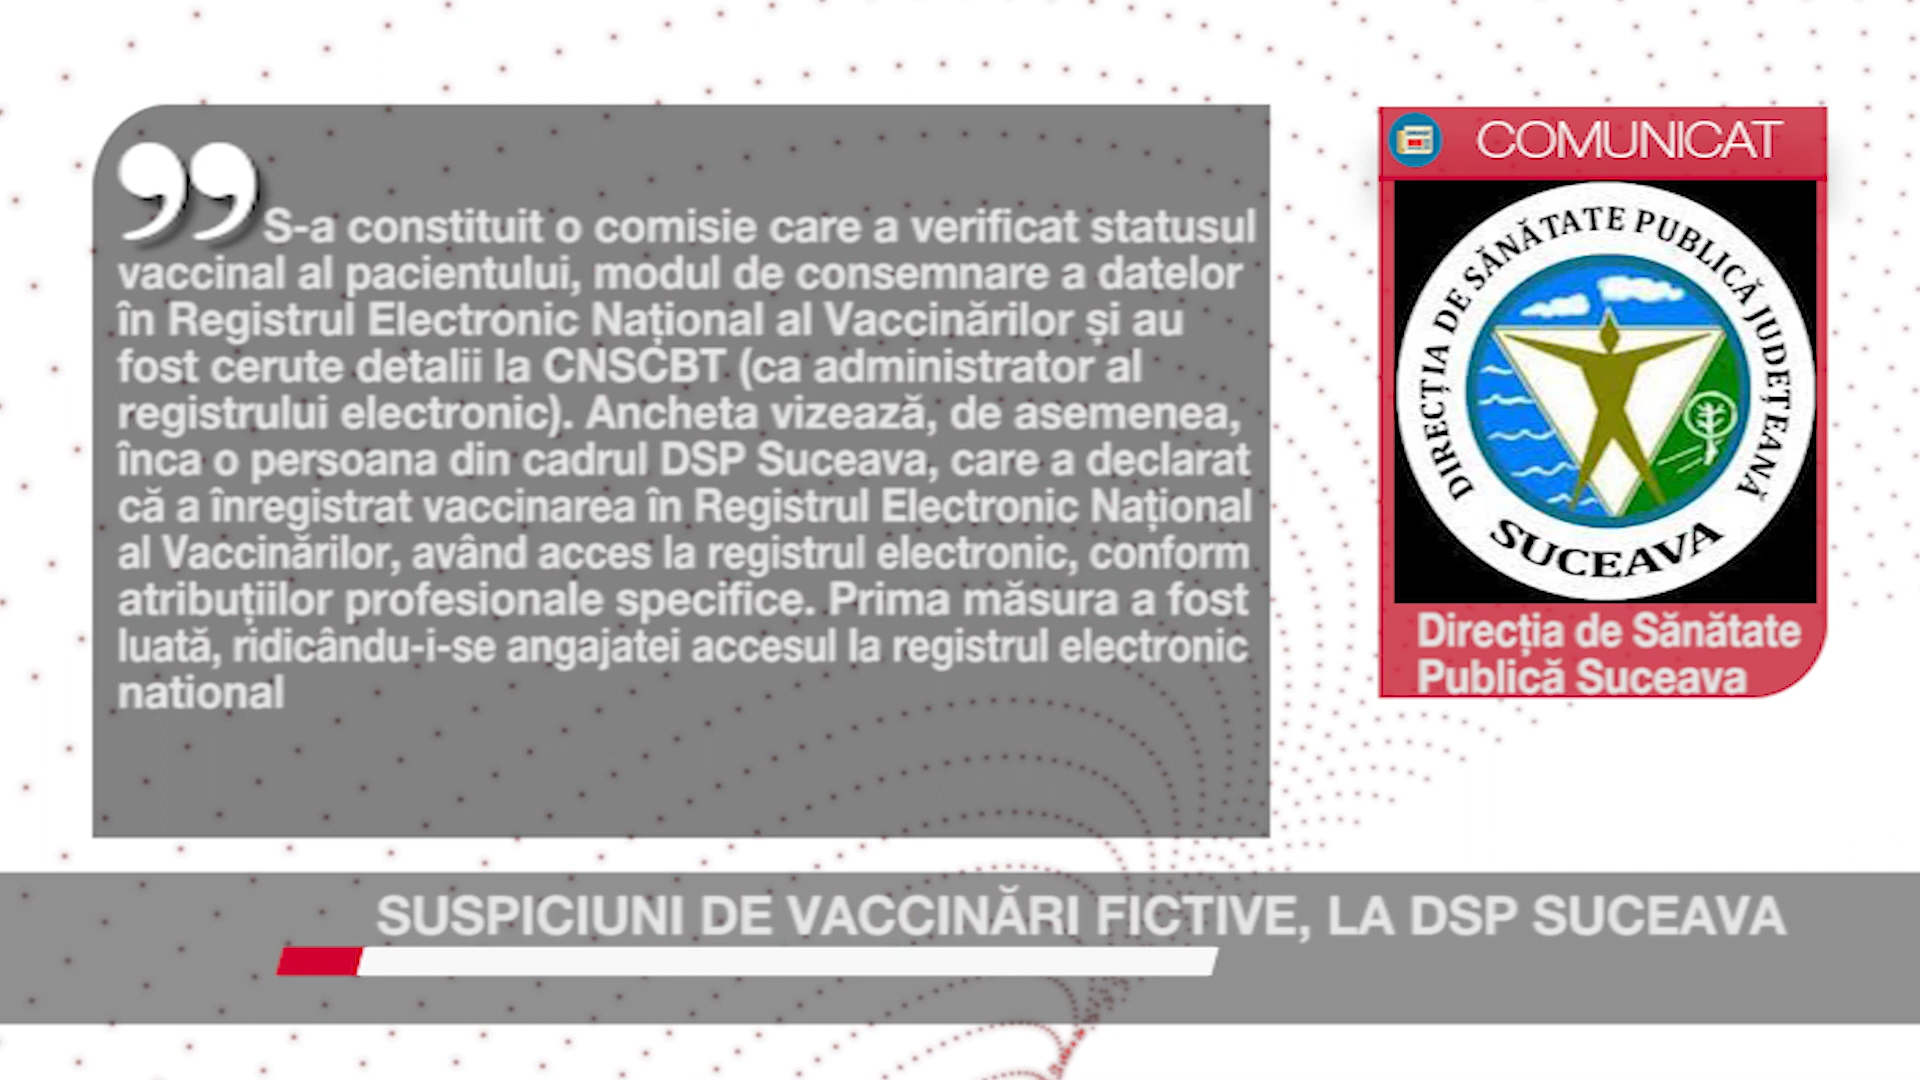 S-a constituit o comisie care a verificat statusul
vaccinal al pacientului, modul de consemnare a datelor
în Registrul Electronic Național al Vaccinărilor și au
fost cerute detalii la CNSCBT (ca administrator al
registrului electronic). Ancheta vizează, de asemenea,
înca o persoana din cadrul DSP Suceava, care a declarat
că a înregistrat vaccinarea în Registrul Electronic Național
al Vaccinărilor, având acces la registrul electronic, conform
atribuțiilor profesionale specifice. Prima măsura a fost
luată, ridicându-i-se angajatei accesul la registrul electronic
national
COMUNICAT
DIRECȚIA DE SĂNĂTATE PUBLICĂ JUDEȚEANĂ
SUCEAVA
Direcția de Sănătate
Publică Suceava
SUSPICIUNI DE VACCINĂRI FICTIVE, LA DSP SUCEAVA